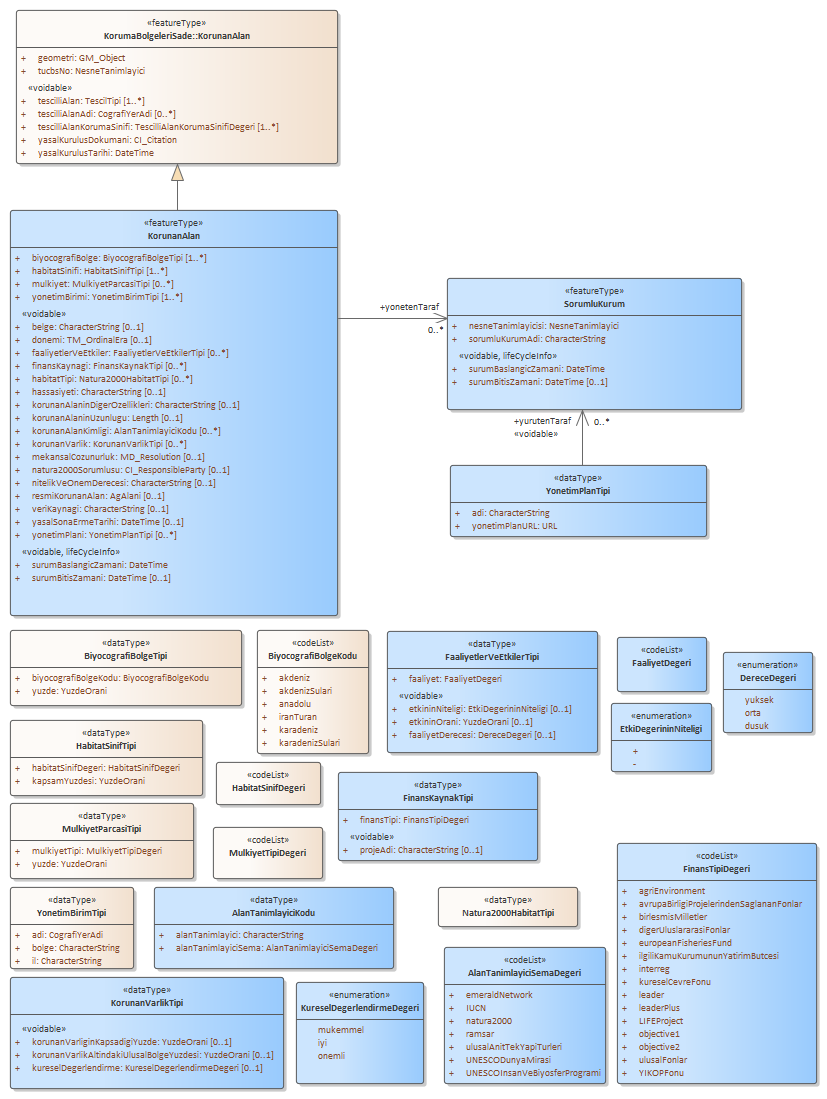 «featureType»
KorumaBolgeleriSade::KorunanAlan
+ geometri: GM_Object
+ tucbsNo: NesneTanimlayici
«voidable»
+ tescilliAlan: TescilTipi [1..*]
+ tescilliAlanAdi: CografiYerAdi [0..*]
+ tescilliAlanKorumaSinifi: TescilliAlanKorumaSinifiDegeri [1..*]
+ yasalKurulusDokumani: CI_Citation
+ yasalKurulusTarihi: DateTime
«featureType»
KorunanAlan
+ biyocografiBolge: BiyocografiBolgeTipi [1..*]
+ habitatSinifi: HabitatSinifTipi [1..*]
+ mulkiyet: MulkiyetParcasiTipi [0..*]
+ yonetimBirimi: YonetimBirimTipi [1..*]
«voidable»
+ belge: CharacterString [0..1]
+ donemi: TM_OrdinalEra [0..1]
+ faaliyetlerVeEtkiler: FaaliyetlerVeEtkilerTipi [0..*]
+ finansKaynagi: FinansKaynakTipi [0..*]
+ habitatTipi: Natura2000HabitatTipi [0..*]
+ hassasiyeti: CharacterString [0..1]
+ korunanAlaninDigerOzellikleri: CharacterString [0..1]
+ korunanAlaninUzunlugu: Length [0..1]
+ korunanAlanKimligi: AlanTanimlayiciKodu [0..*]
+ korunanVarlik: KorunanVarlikTipi [0..*]
+ mekansalCozunurluk: MD_Resolution [0..1]
+ natura2000Sorumlusu: CI_ResponsibleParty [0..1]
+ nitelikVeOnemDerecesi: CharacterString [0..1]
+ resmiKorunanAlan: AgAlani [0..1]
+ veriKaynagi: CharacterString [0..1]
+ yasalSonaErmeTarihi: DateTime [0..1]
+ yonetimPlani: YonetimPlanTipi [0..*]
«voidable, lifeCycleInfo»
+ surumBaslangicZamani: DateTime
+ surumBitisZamani: DateTime [0..1]
+yonetenTaraf
0..*
«featureType»
SorumluKurum
+ nesneTanimlayicisi: NesneTanimlayici
+ sorumluKurumAdi: CharacterString
«voidable, lifeCycleInfo»
+ surumBaslangicZamani: DateTime
+ surumBitisZamani: DateTime [0..1]
+yurutenTaraf 0..*
«voidable»
«dataType»
YonetimPlanTipi
+ adi: CharacterString
+ yonetimPlanURL: URL
«dataType»
BiyocografiBolgeTipi
+ biyocografiBolgeKodu: BiyocografiBolgeKodu
+ yuzde: YuzdeOrani
«codeList»
BiyocografiBolgeKodu
+ akdeniz
+ akdenizSulari
+ anadolu
+ iranTuran
+ karadeniz
+ karadenizSulari
«dataType»
FaaliyetlerVeEtkilerTipi
+ faaliyet: FaaliyetDegeri
«voidable»
+ etkininNiteligi: EtkiDegerininNiteligi [0..1]
+ etkininOrani: YuzdeOrani [0..1]
+ faaliyetDerecesi: DereceDegeri [0..1]
«codeList»
FaaliyetDegeri
«enumeration»
DereceDegeri
yuksek
orta
dusuk
«enumeration»
EtkiDegerininNiteligi
+
-
«dataType»
HabitatSinifTipi
+ habitatSinifDegeri: HabitatSinifDegeri
+ kapsamYuzdesi: YuzdeOrani
«codeList»
HabitatSinifDegeri
«dataType»
FinansKaynakTipi
+ finansTipi: FinansTipiDegeri
«voidable»
+ projeAdi: CharacterString [0..1]
«dataType»
MulkiyetParcasiTipi
+ mulkiyetTipi: MulkiyetTipiDegeri
+ yuzde: YuzdeOrani
«codeList»
MulkiyetTipiDegeri
«codeList»
FinansTipiDegeri
+ agriEnvironment
+ avrupaBirligiProjelerindenSaglananFonlar
+ birlesmisMilletler
+ digerUluslararasiFonlar
+ europeanFisheriesFund
+ ilgiliKamuKurumununYatirimButcesi
+ interreg
+ kureselCevreFonu
+ leader
+ leaderPlus
+ LIFEProject
+ objective1
+ objective2
+ ulusalFonlar
+ YIKOPFonu
«dataType»
YonetimBirimTipi
+ adi: CografiYerAdi
+ bolge: CharacterString
+ il: CharacterString
«dataType»
AlanTanimlayiciKodu
+ alanTanimlayici: CharacterString
+ alanTanimlayiciSema: AlanTanimlayiciSemaDegeri
«dataType»
Natura2000HabitatTipi
«codeList»
AlanTanimlayiciSemaDegeri
+ emeraldNetwork
+ IUCN
+ natura2000
+ ramsar
+ ulusalAnitTekYapiTurleri
+ UNESCODunyaMirasi
+ UNESCOInsanVeBiyosferProgrami
«dataType»
KorunanVarlikTipi
«voidable»
+ korunanVarliginKapsadigiYuzde: YuzdeOrani [0..1]
+ korunanVarlikAltindakiUlusalBolgeYuzdesi: YuzdeOrani [0..1]
+ kureselDegerlendirme: KureselDegerlendirmeDegeri [0..1]
«enumeration»
KureselDegerlendirmeDegeri
mukemmel
iyi
onemli